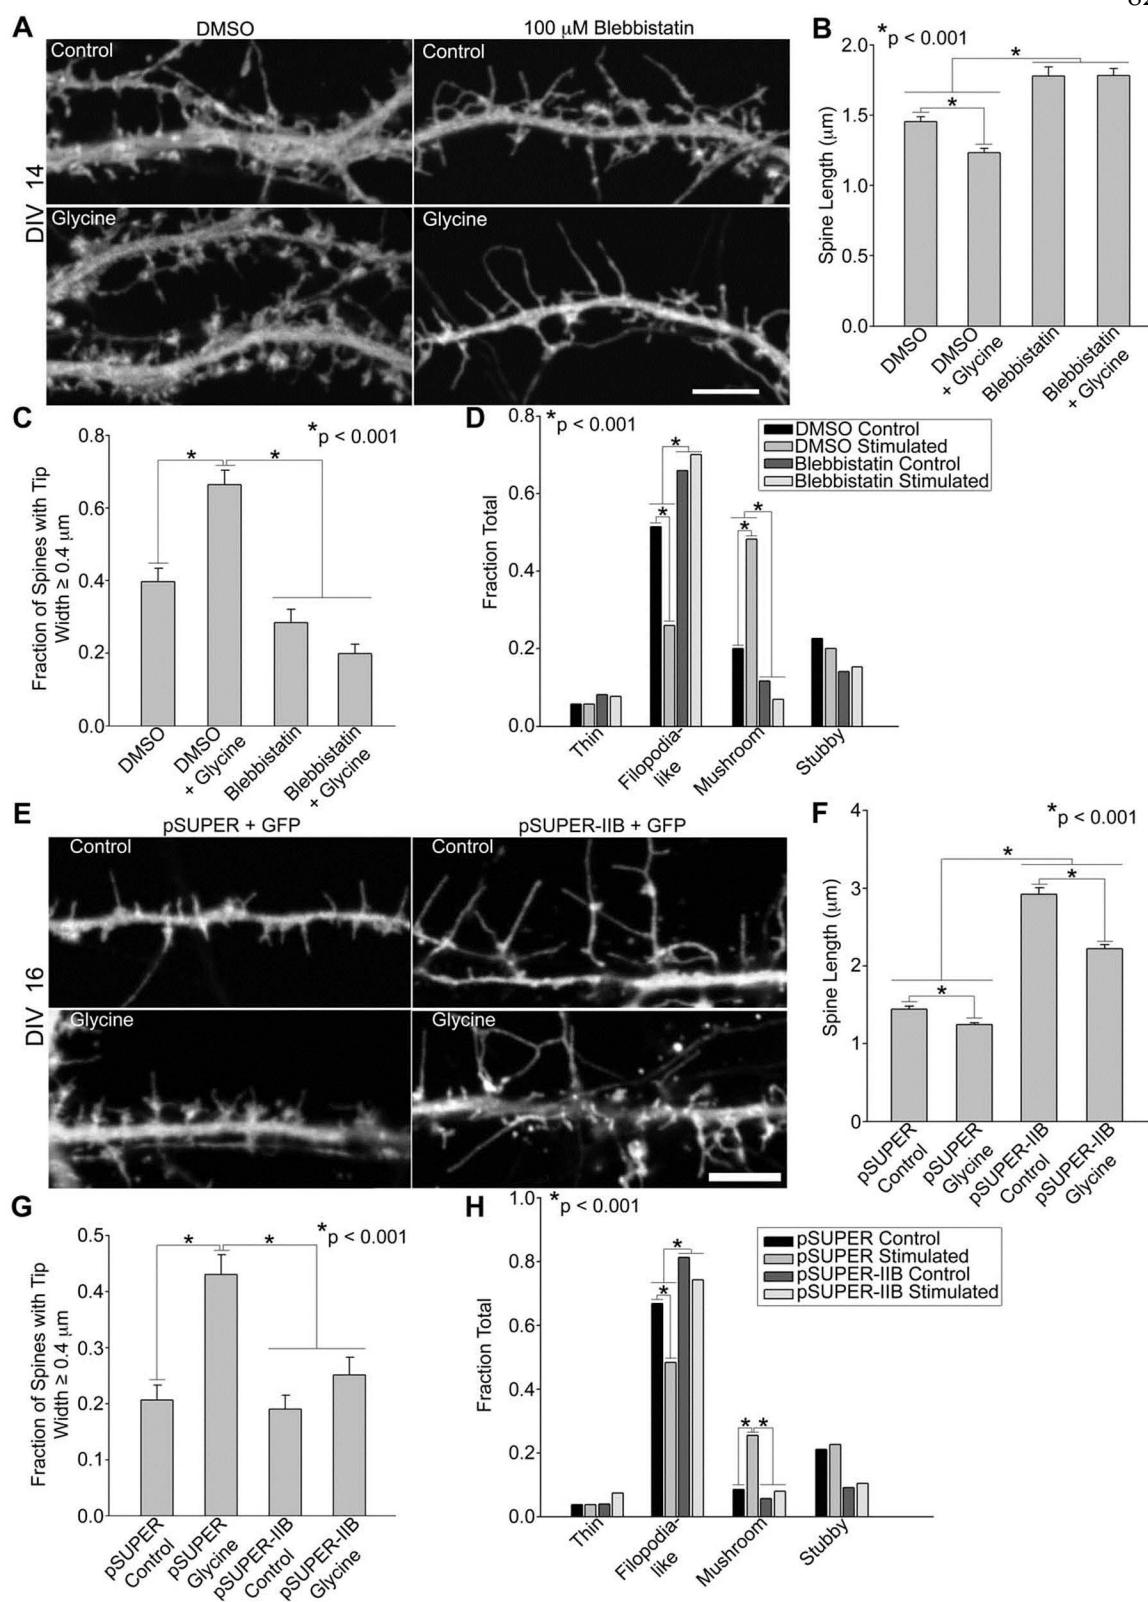 A
DMSO
100 μM Blebbistatin
Control
Control
Glycine
Glycine
DIV 14
B
*p < 0.001
2.0
1.5
1.0
0.5
0.0
Spine Length (μm)
*
*
DMSO
DMSO
+ Glycine
Blebbistatin
Blebbistatin
+ Glycine
C
*p < 0.001
0.8
0.6
0.4
0.2
0.0
Fraction of Spines with Tip
Width ≥ 0.4 μm
* *
DMSO
DMSO
+ Glycine
Blebbistatin
Blebbistatin
+ Glycine
D
*p < 0.001
0.8
0.6
0.4
0.2
0.0
Fraction Total
DMSO Control
DMSO Stimulated
Blebbistatin Control
Blebbistatin Stimulated
*
*
*
*
Thin
Filopodia-
like
Mushroom
Stubby
E
pSUPER + GFP
pSUPER-IIB + GFP
Control
Control
Glycine
Glycine
DIV 16
F
*p < 0.001
4
3
2
1
0
Spine Length (μm)
*
*
*
pSUPER
Control
pSUPER
Glycine
pSUPER-IIB
Control
pSUPER-IIB
Glycine
G
*p < 0.001
0.5
0.4
0.3
0.2
0.1
0.0
Fraction of Spines with Tip
Width ≥ 0.4 μm
* *
pSUPER
Control
pSUPER
Glycine
pSUPER-IIB
Control
pSUPER-IIB
Glycine
H
*p < 0.001
1.0
0.8
0.6
0.4
0.2
0.0
Fraction Total
pSUPER Control
pSUPER Stimulated
pSUPER-IIB Control
pSUPER-IIB Stimulated
*
*
* *
Thin
Filopodia-
like
Mushroom
Stubby